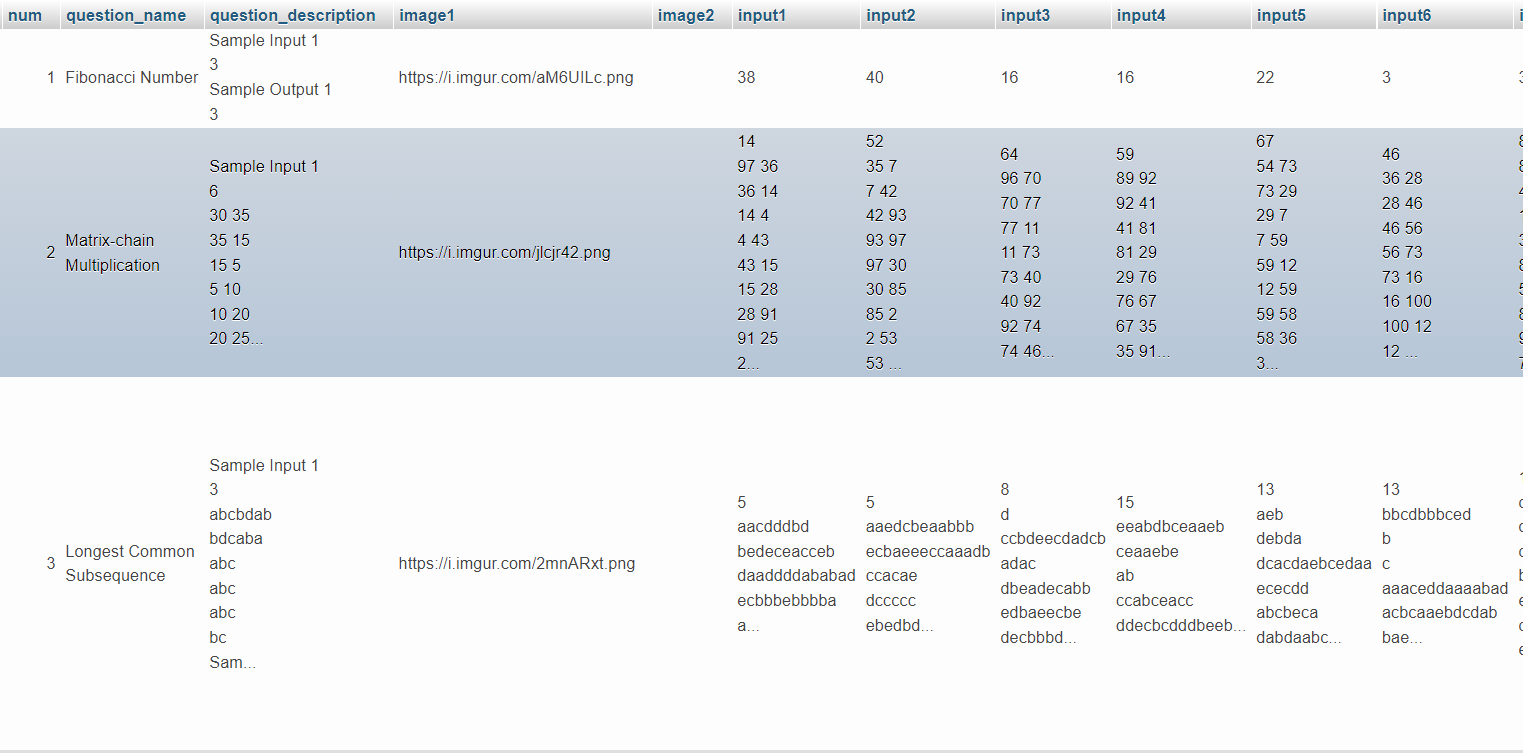 num question_name question_description image1 image2 input1 input2 input3 input4 input5 input6
1
Fibonacci Number
Sample Input 1
3
Sample Output 1
3
https://i.imgur.com/aM6UILc.png
38
40
16
16
22
3
2
Matrix-chain
Multiplication
Sample Input 1
6
30 35
35 15
15 5
5 10
10 20
20 25...
https://i.imgur.com/jlcjr42.png
14
97 36
36 14
14 4
4 43
43 15
15 28
28 91
91 25
2...
52
35 7
7 42
42 93
93 97
97 30
30 85
85 2
2 53
53 ...
64
96 70
70 77
77 11
11 73
73 40
40 92
92 74
74 46...
59
89 92
92 41
41 81
81 29
29 76
76 67
67 35
35 91...
67
54 73
73 29
29 7
7 59
59 12
12 59
59 58
58 36
3...
46
36 28
28 46
46 56
56 73
73 16
16 100
100 12
12 ...
3
Longest Common
Subsequence
Sample Input 1
3
abcbdab
bdcaba
abc
abc
abc
bc
Sam...
https://i.imgur.com/2mnARxt.png
5
aacdddbd
bedeceacceb
daaddddababad
ecbbbebbbba
a...
5
aaedcbeaabbb
ecbaeeeccaaadb
ccacae
dccccc
ebedbd...
8
d
ccbdeecdadcb
adac
dbeadecabb
edbaeecbe
decbbbd...
15
eeabdbceaaeb
ceaaebe
ab
ccabceacc
ddecbcdddbeeb...
13
aeb
debda
dcacdaebcedaa
ececdd
abcbeca
dabdaabc...
13
bbcdbbbced
b
c
aaaceddaaaabad
acbcaaebdcdab
bae...